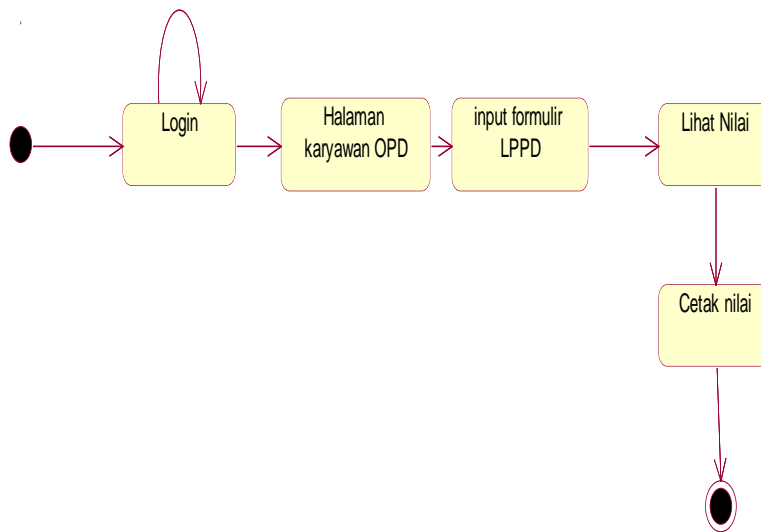 Login
Halaman
karyawan OPD
input formulir
LPPD
Lihat Nilai
Cetak nilai